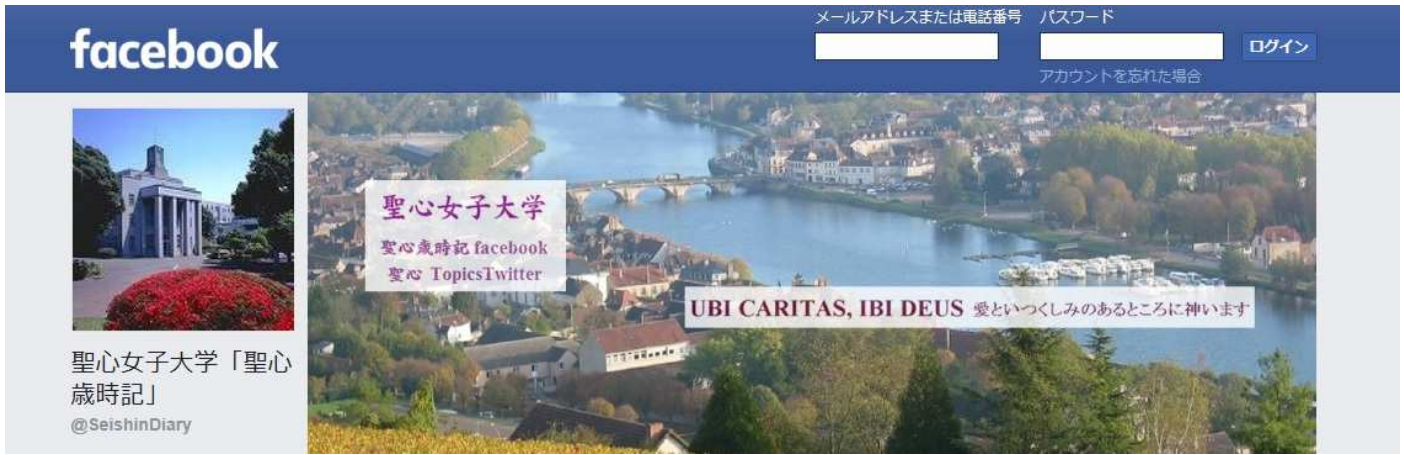 メールアドレスまたは電話番号 パスワード
facebook
ログイン
アカウントを忘れた場合
聖心女子大学
聖心歳時記 facebook
聖心 TopicsTwitter
UBI CARITAS, IBI DEUS 愛といつくしみのあるところに神います
聖心女子大学「聖心
歳時記」
@SeishinDiary